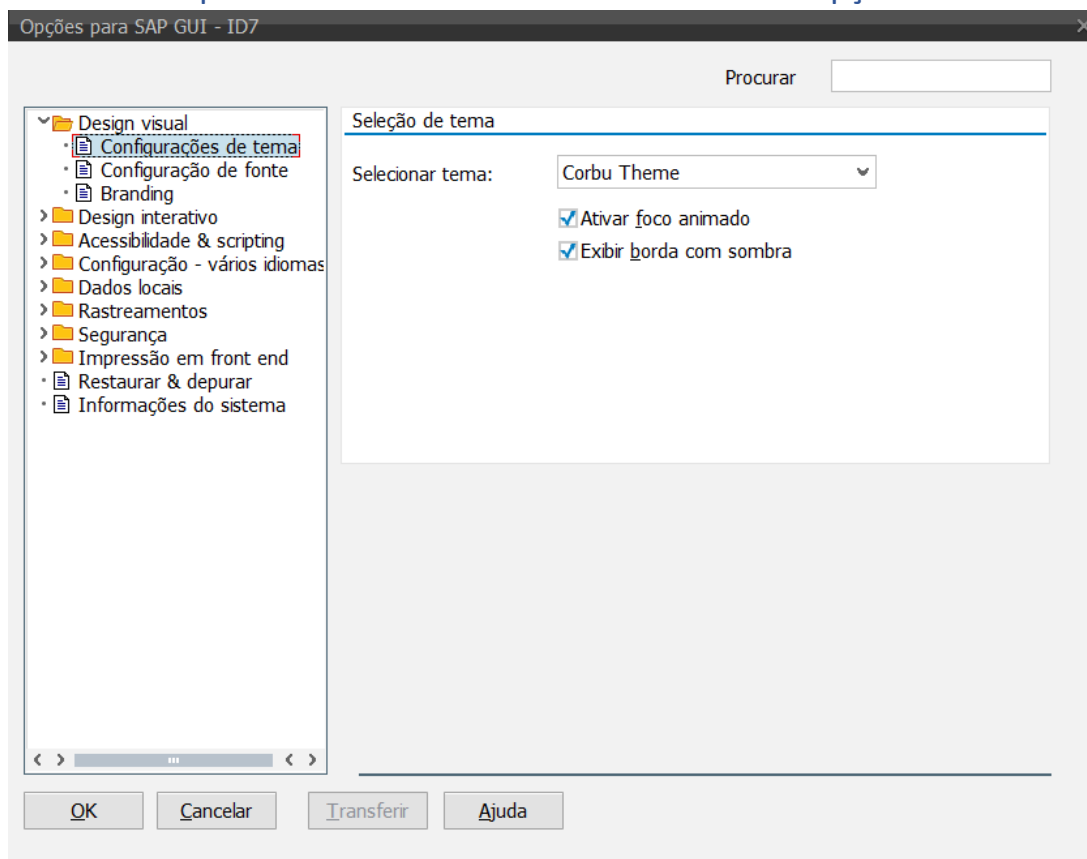 Opções para SAP GUI - ID7
Procurar
Design visual
Configurações de tema
Configuração de fonte
Branding
Design interativo
Acessibilidade & scripting
Configuração - vários idiomas
Dados locais
Rastreamentos
Segurança
Impressão em front end
Restaurar & depurar
Informações do sistema
Seleção de tema
Selecionar tema: Corbu Theme
Ativar foco animado
Exibir borda com sombra
OK Cancelar Transferir Ajuda